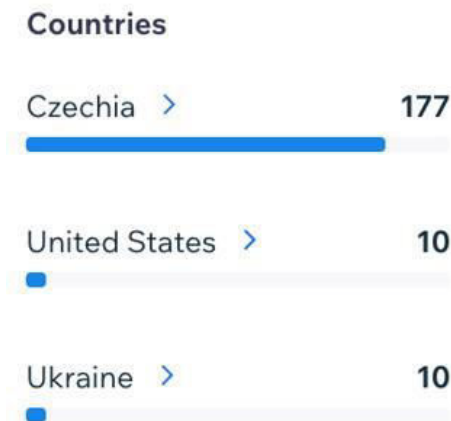 Countries
Czechia > 177
United States > 10
Ukraine > 10